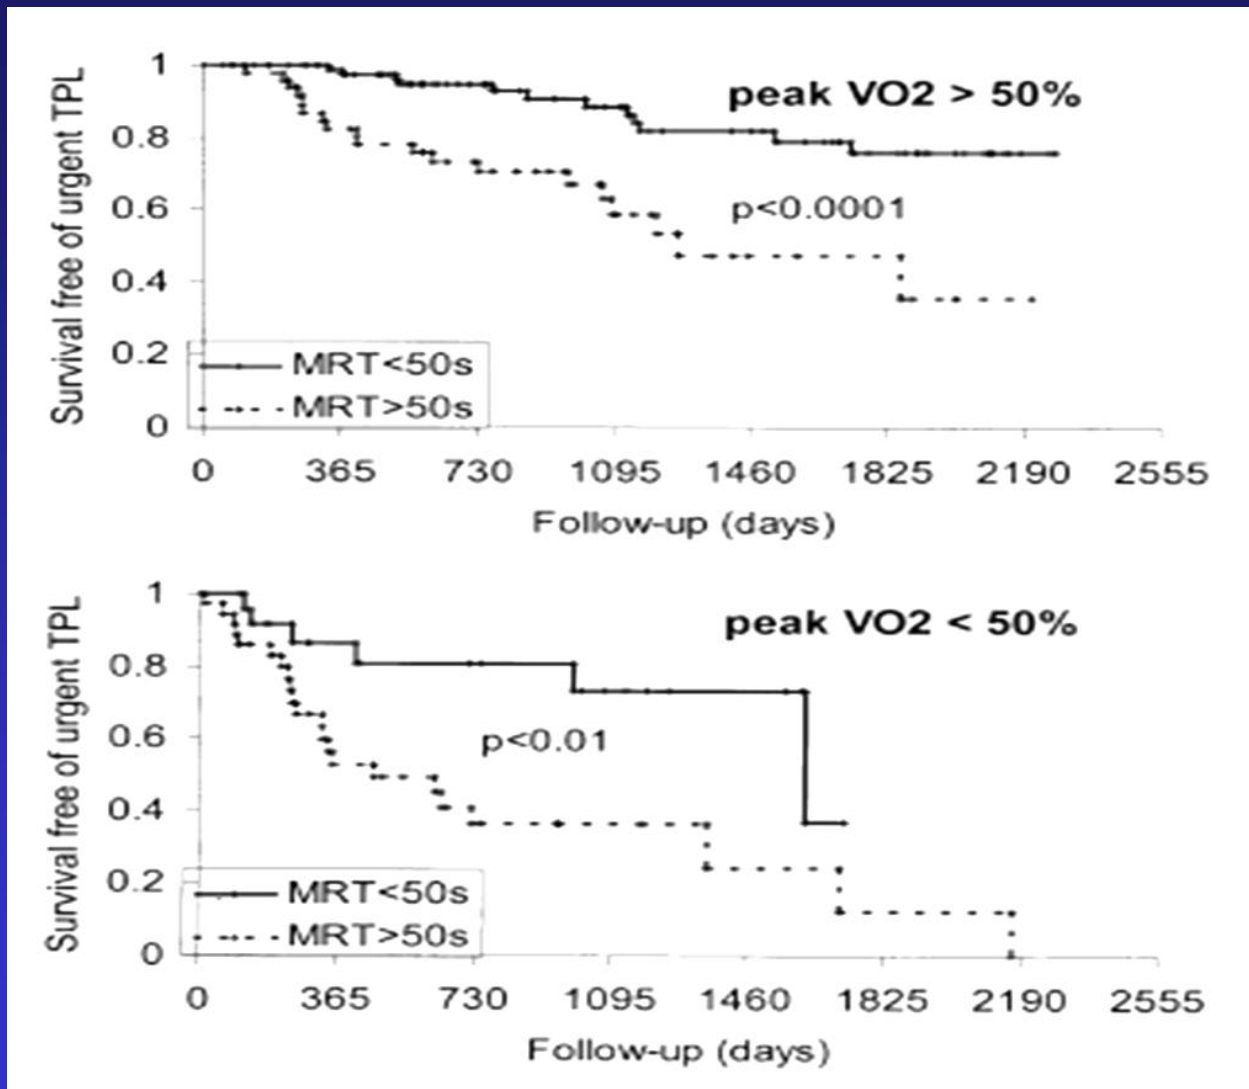 Survival free of urgent TPL
1
0.8
0.6
0.4
0.2
0
peak VO2 > 50%
p<0.0001
MRT<50s
MRT>50s
0 365 730 1095 1460 1825 2190 2555
Follow-up (days)
Survival free of urgent TPL
1
0.8
0.6
0.4
0.2
0
peak VO2 < 50%
p<0.01
MRT<50s
MRT>50s
0 365 730 1095 1460 1825 2190 2555
Follow-up (days)